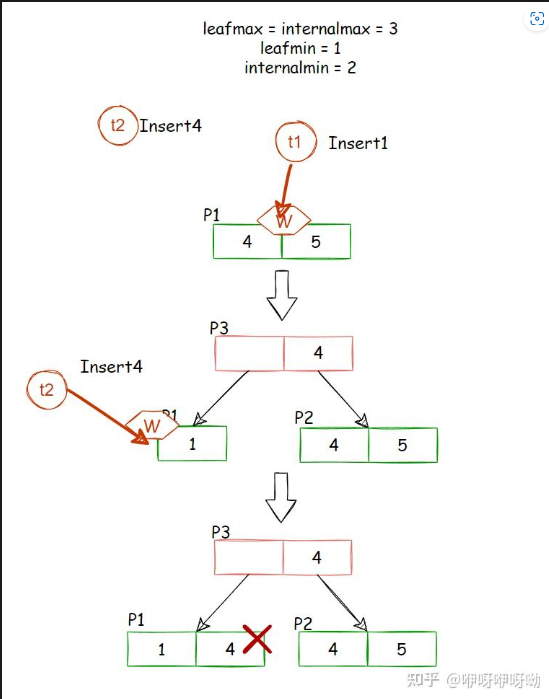 leafmax = internalmax = 3
leafmin = 1
internalmin = 2
t2 Insert4
t1 Insert1
P1
W
4 5
P3
4
Insert4
t2
P1
W
1
P2
4 5
P3
4
P1
1 4
P2
4 5
知乎 @咿呀咿呀呦